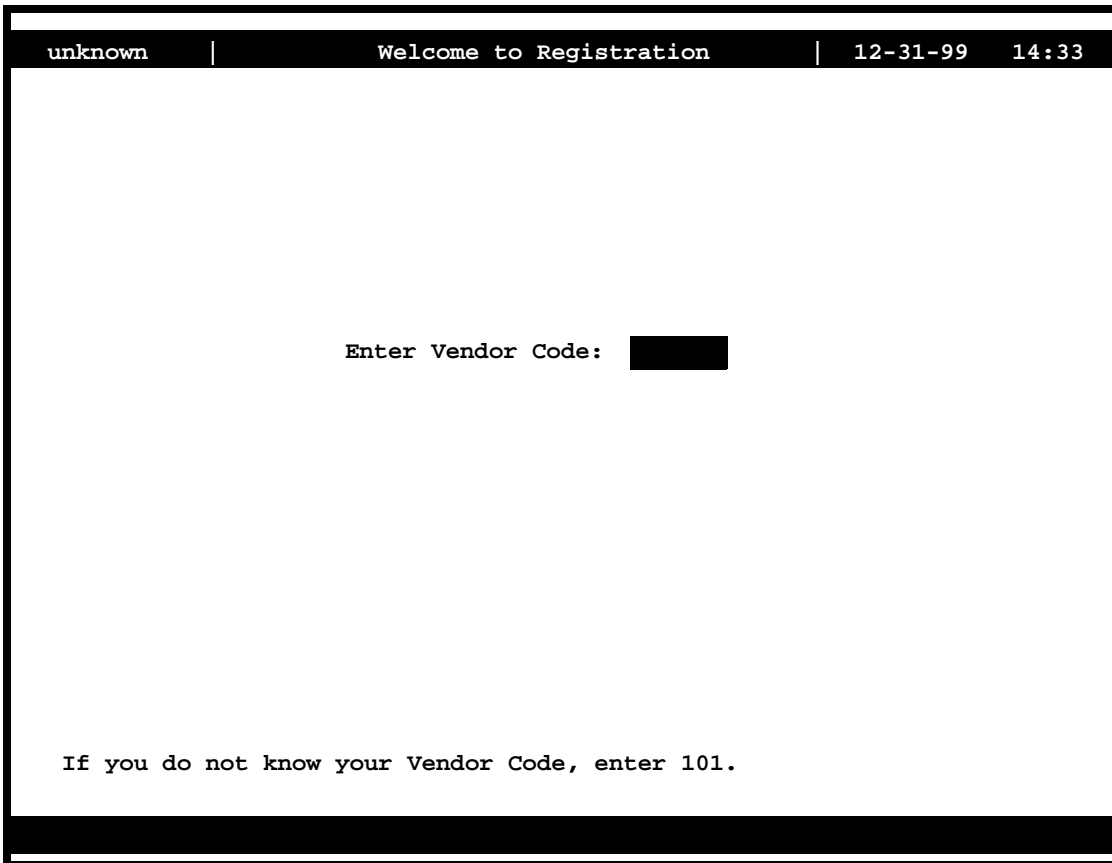 unknown | Welcome to Registration | 12-31-99 14:33
Enter Vendor Code:
If you do not know your Vendor Code, enter 101.